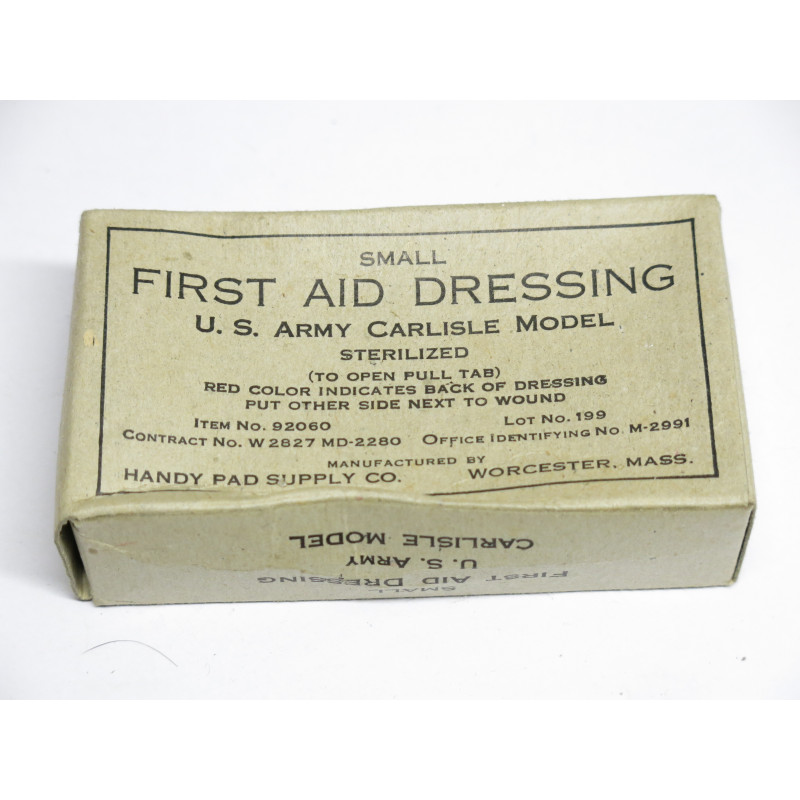 SMALL
FIRST AID DRESSING
U. S. ARMY CARLISLE MODEL
STERILIZED
(TO OPEN PULL TAB)
RED COLOR INDICATES BACK OF DRESSING
PUT OTHER SIDE NEXT TO WOUND
ITEM NO. 92060 LOT NO. 199
CONTRACT NO. W 2827 MD-2280 OFFICE IDENTIFYING NO. M-2991
MANUFACTURED BY
HANDY PAD SUPPLY CO. WORCESTER, MASS.
SMALL
FIRST AID DRESSING
U. S. ARMY
CARLISLE MODEL